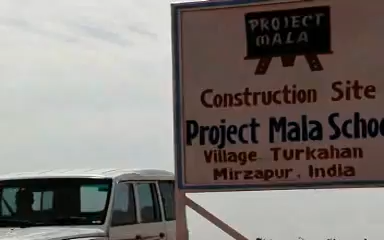 PROJECT
MALA
Construction Site
Project Mala Schoo
Village Turkahan
Mirzapur. India